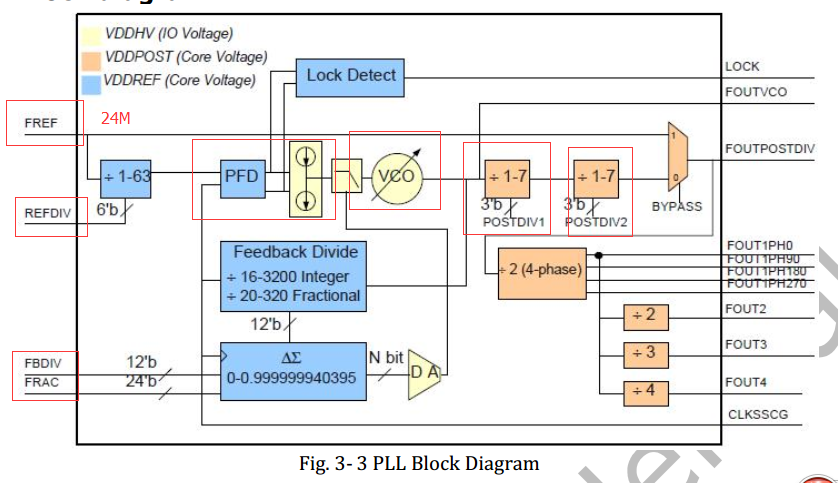 VDDHV (IO Voltage)
VDDPOST (Core Voltage)
VDDREF (Core Voltage)
Lock Detect
LOCK
FOUTVCO
FREF
24M
1
FOUTPOSTDIV
÷ 1-63
PFD
VCO
÷ 1-7
÷ 1-7
0
BYPASS
REFDIV
6'b
3'b
POSTDIV1
3'b
POSTDIV2
Feedback Divide
÷ 16-3200 Integer
÷ 20-320 Fractional
÷ 2 (4-phase)
FOUT1PH0
FOUT1PH90
FOUT1PH180
FOUT1PH270
12'b
÷ 2
FOUT2
ΔΣ
0-0.999999940395
N bit
D A
÷ 3
FOUT3
FBDIV
12'b
FRAC
24'b
÷ 4
FOUT4
CLKSSCG
Fig. 3- 3 PLL Block Diagram